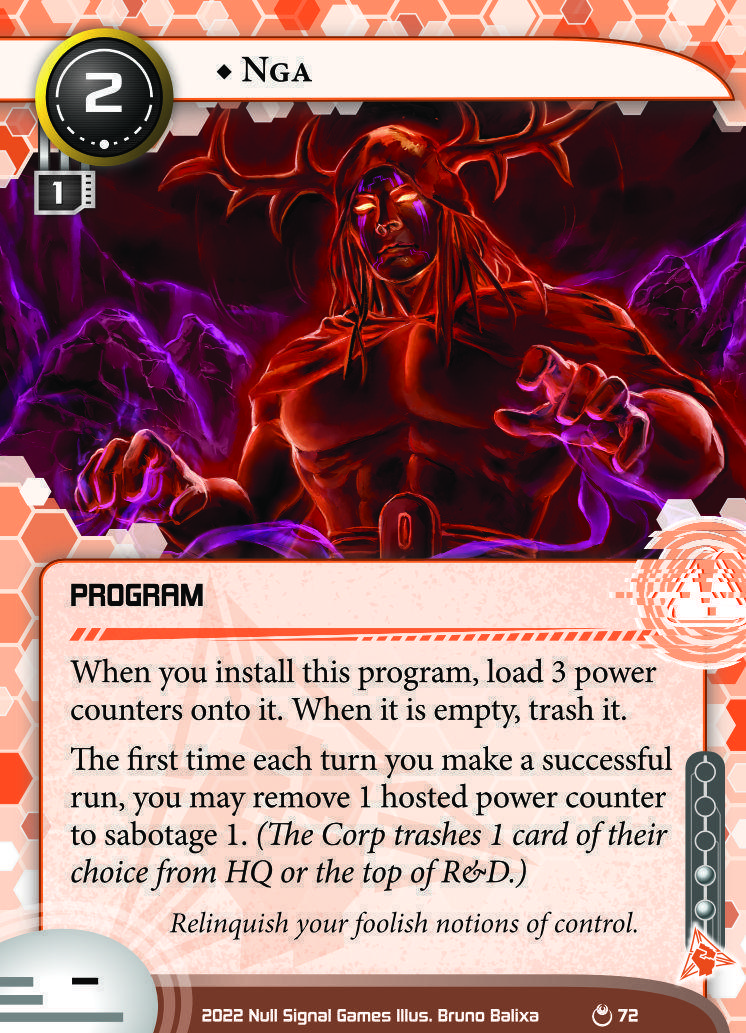 2
◆ Nga
1
PROGRAM
When you install this program, load 3 power
counters onto it. When it is empty, trash it.
The first time each turn you make a successful
run, you may remove 1 hosted power counter
to sabotage 1. (The Corp trashes 1 card of their
choice from HQ or the top of R&D.)
Relinquish your foolish notions of control.
–
2022 Null Signal Games Illus. Bruno Balixa
72